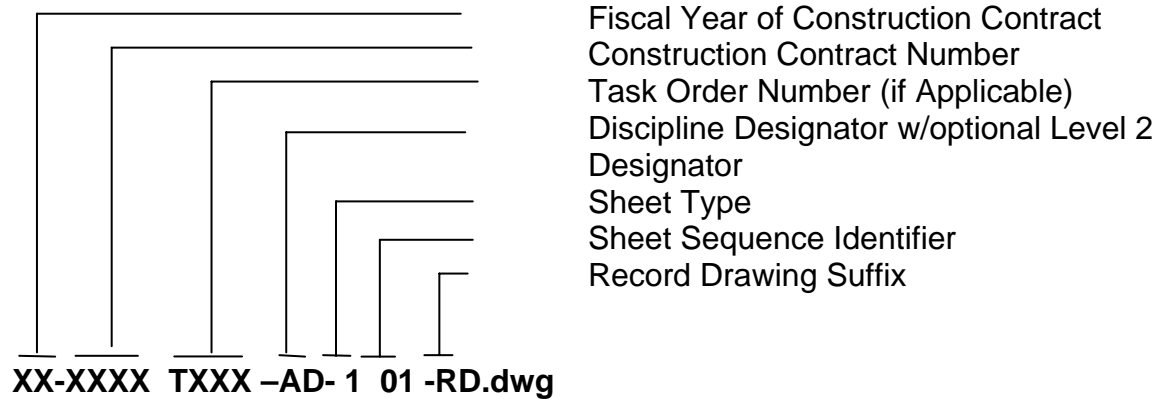 Fiscal Year of Construction Contract
Construction Contract Number
Task Order Number (if Applicable)
Discipline Designator w/optional Level 2
Designator
Sheet Type
Sheet Sequence Identifier
Record Drawing Suffix
XX-XXXX TXXX –AD- 1 01 -RD.dwg